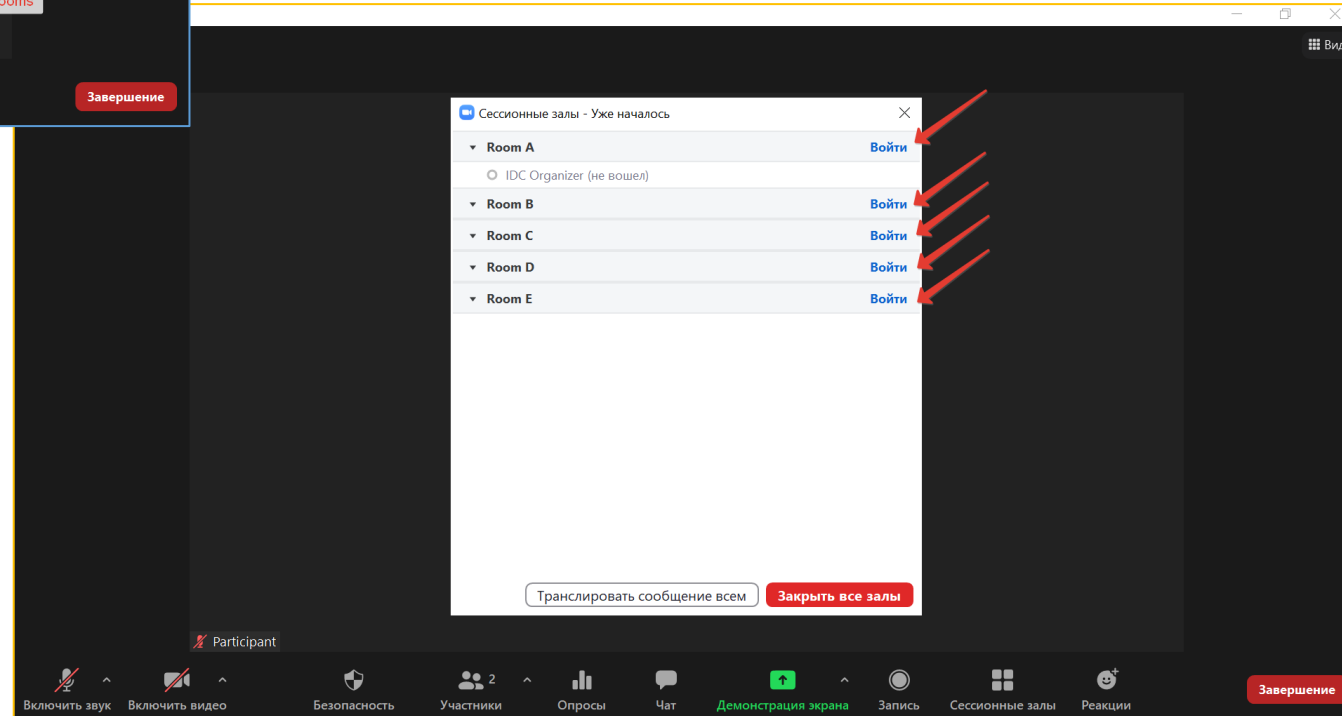 Завершение
Сессионные залы - Уже началось
Room A Войти
IDC Organizer (не вошел)
Room B Войти
Room C Войти
Room D Войти
Room E Войти
Транслировать сообщение всем Закрыть все залы
Participant
2
Включить звук Включить видео Безопасность Участники Опросы Чат Демонстрация экрана Запись Сессионные залы Реакции Завершение